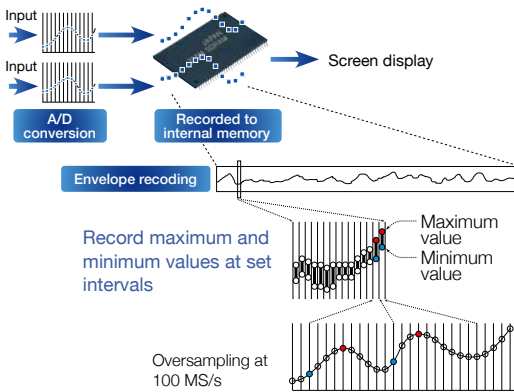 Input
Input
Screen display
A/D
conversion
Recorded to
internal memory
JAPAN
Envelope recoding
Record maximum and
minimum values at set
intervals
Maximum
value
Minimum
value
Oversampling at
100 MS/s